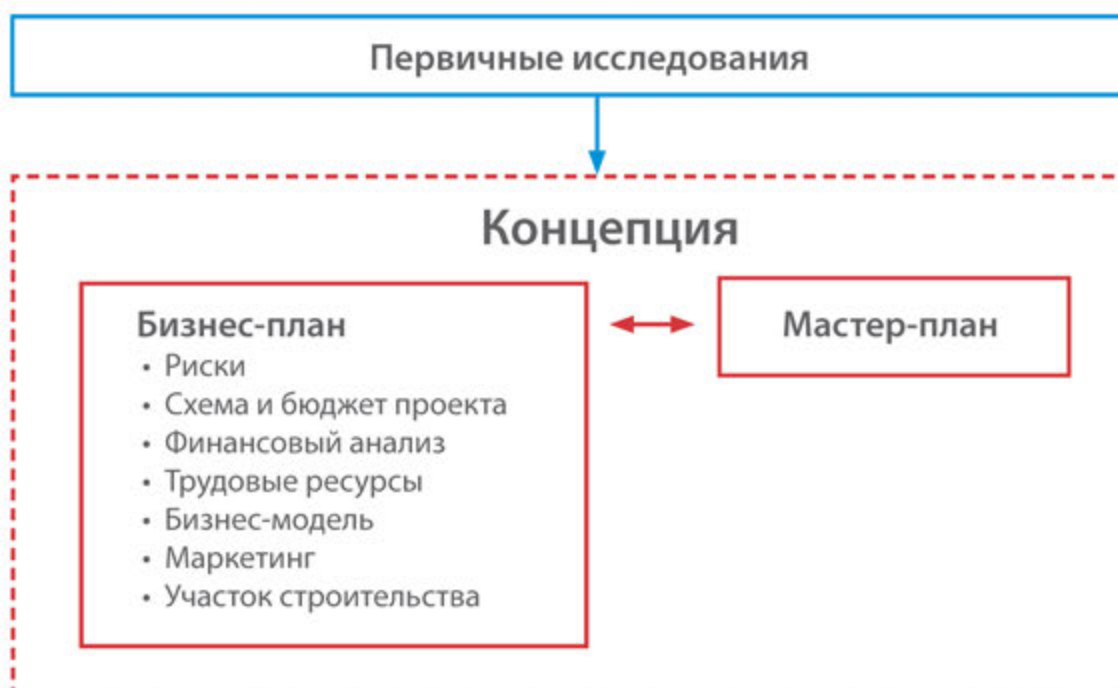 Первичные исследования
Концепция
Бизнес-план
• Риски
• Схема и бюджет проекта
• Финансовый анализ
• Трудовые ресурсы
• Бизнес-модель
• Маркетинг
• Участок строительства
Мастер-план